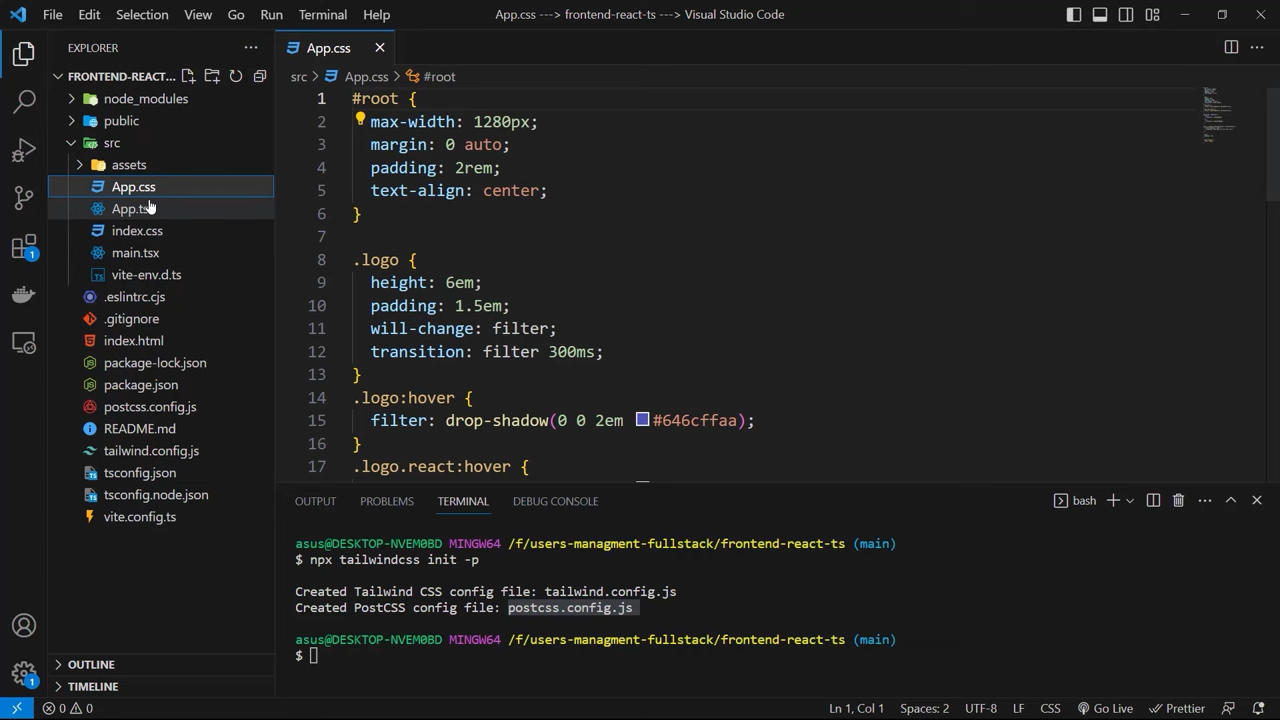 File Edit Selection View Go Run Terminal Help
App.css ---> frontend-react-ts ---> Visual Studio Code
EXPLORER
FRONTEND-REACT...
node_modules
public
src
assets
App.css
App.ts
index.css
main.tsx
vite-env.d.ts
.eslintrc.cjs
.gitignore
index.html
package-lock.json
package.json
postcss.config.js
README.md
tailwind.config.js
tsconfig.json
tsconfig.node.json
vite.config.ts
OUTLINE
TIMELINE
1
1
App.css
src > App.css > #root
1 #root {
2 max-width: 1280px;
3 margin: 0 auto;
4 padding: 2rem;
5 text-align: center;
6 }
7
8 .logo {
9 height: 6em;
10 padding: 1.5em;
11 will-change: filter;
12 transition: filter 300ms;
13 }
14 .logo:hover {
15 filter: drop-shadow(0 0 2em #646cffaa);
16 }
17 .logo.react:hover {
OUTPUT PROBLEMS TERMINAL DEBUG CONSOLE
bash
asus@DESKTOP-NVEM0BD MINGW64 /f/users-managment-fullstack/frontend-react-ts (main)
$ npx tailwindcss init -p
Created Tailwind CSS config file: tailwind.config.js
Created PostCSS config file: postcss.config.js
asus@DESKTOP-NVEM0BD MINGW64 /f/users-managment-fullstack/frontend-react-ts (main)
$
0 0
Ln 1, Col 1 Spaces: 2 UTF-8 LF CSS Go Live Prettier